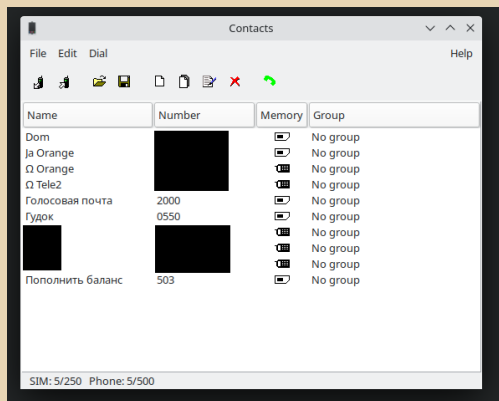 Contacts
File Edit Dial Help
Name Number Memory Group
Dom No group
Ja Orange No group
Ω Orange No group
Ω Tele2 No group
Голосовая почта 2000 No group
Гудок 0550 No group
No group
No group
No group
Пополнить баланс 503 No group
SIM: 5/250 Phone: 5/500